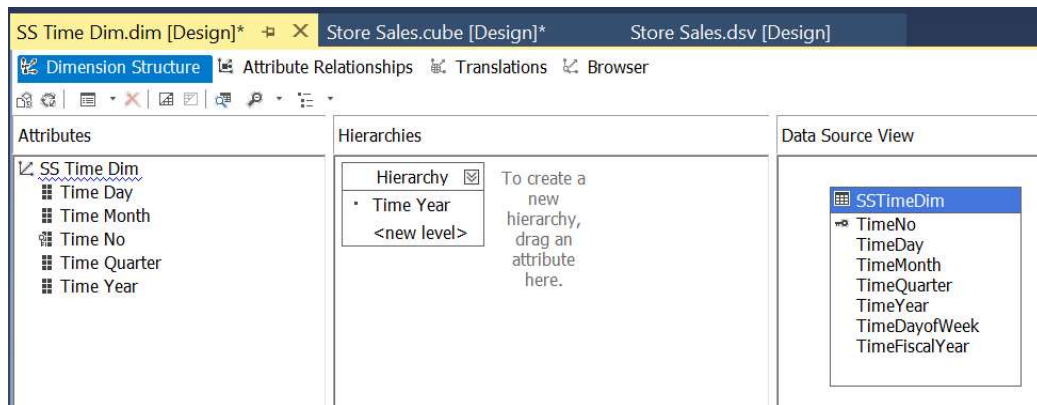 SS Time Dim.dim [Design]* Store Sales.cube [Design]* Store Sales.dsv [Design]
Dimension Structure Attribute Relationships Translations Browser
Attributes
SS Time Dim
Time Day
Time Month
Time No
Time Quarter
Time Year
Hierarchies
Hierarchy
Time Year
<new level>
To create a
new
hierarchy,
drag an
attribute
here.
Data Source View
SSTimeDim
TimeNo
TimeDay
TimeMonth
TimeQuarter
TimeYear
TimeDayofWeek
TimeFiscalYear